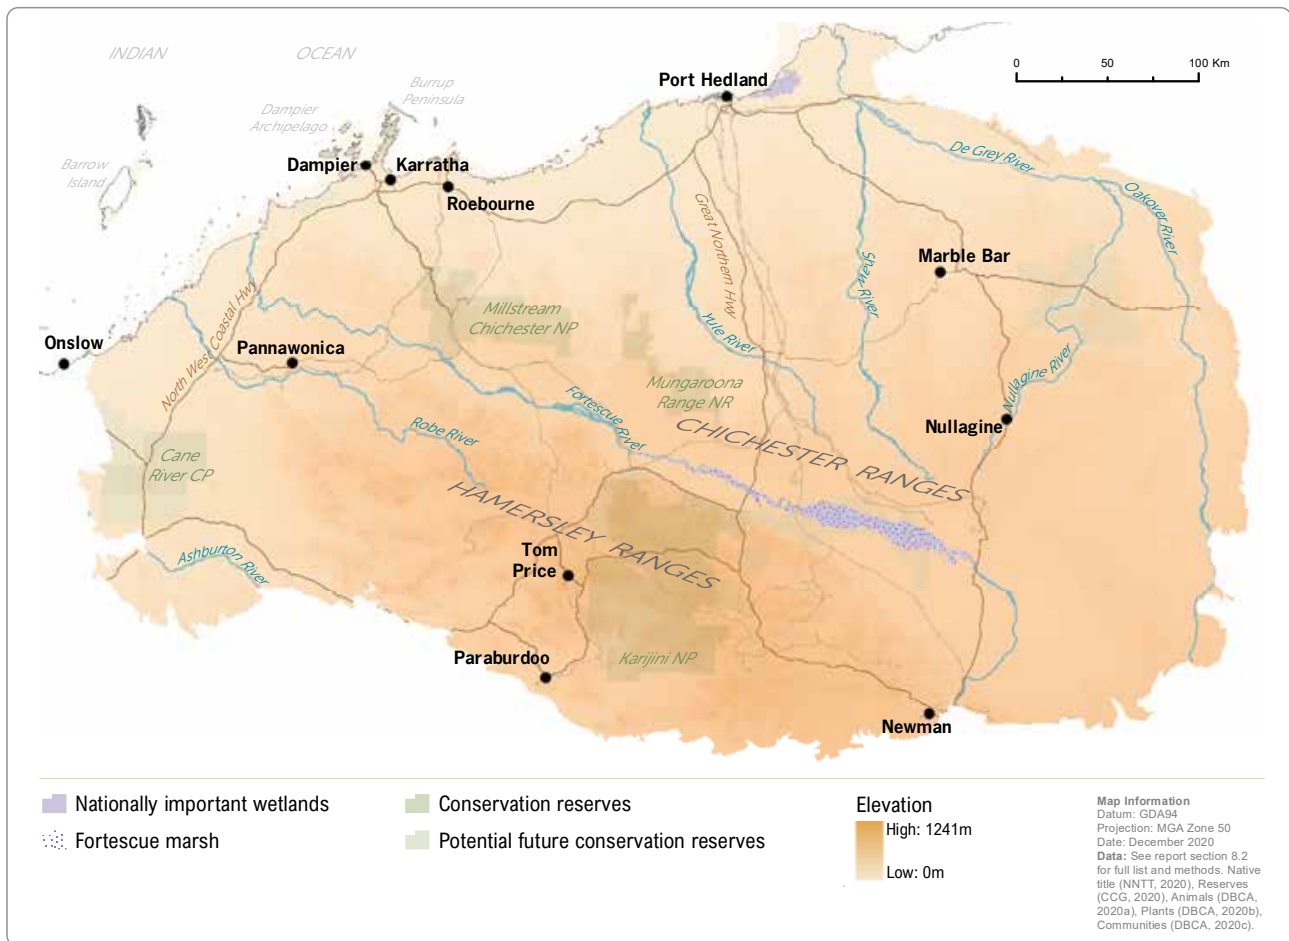 INDIAN
OCEAN
Burrup
Peninsula
Dampier
Archipelago
Barrow
Island
Port Hedland
0 50 100 Km
Dampier
Karratha
Roebourne
De Grey River
Oakover River
Great Northern Hwy
Marble Bar
Shaw River
North West Coastal Hwy
Millstream
Chichester NP
Onslow
Pannawonica
Yule River
Nullagine River
Mungaroona
Range NR
Fortescue River
Robe River
Nullagine
CHICHESTER RANGES
Cane
River CP
HAMERSLEY RANGES
Ashburton River
Tom
Price
Paraburdoo
Karijini NP
Newman
Nationally important wetlands
Fortescue marsh
Conservation reserves
Potential future conservation reserves
Elevation
High: 1241m
Low: 0m
Map Information
Datum: GDA94
Projection: MGA Zone 50
Date: December 2020
Data: See report section 8.2
for full list and methods. Native
title (NNTT, 2020), Reserves
(CCG, 2020), Animals (DBCA,
2020a), Plants (DBCA, 2020b),
Communities (DBCA, 2020c).